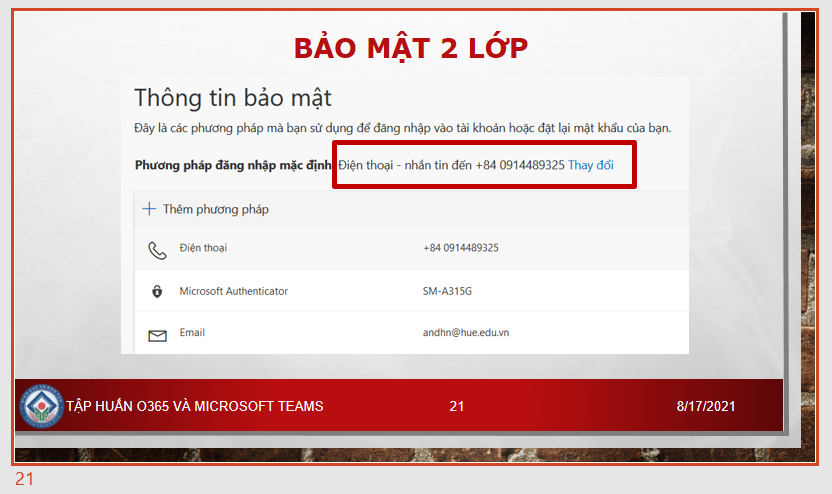 BẢO MẬT 2 LỚP
Thông tin bảo mật
Đây là các phương pháp mà bạn sử dụng để đăng nhập vào tài khoản hoặc đặt lại mật khẩu của bạn.
Phương pháp đăng nhập mặc định Điện thoại - nhắn tin đến +84 0914489325 Thay đổi
Thêm phương pháp
Điện thoại +84 0914489325
Microsoft Authenticator SM-A315G
Email andhn@hue.edu.vn
TẬP HUẤN O365 VÀ MICROSOFT TEAMS 21 8/17/2021
21